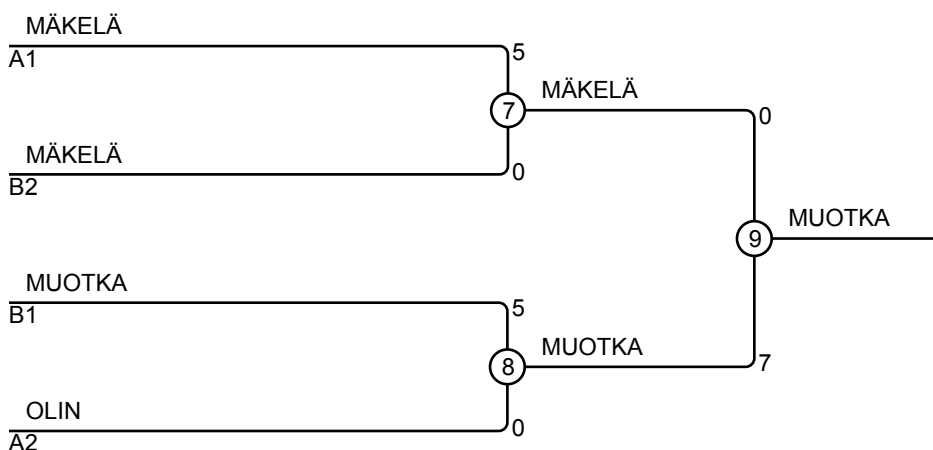 MÄKELÄ
A1
5
7
MÄKELÄ
0
MÄKELÄ
B2
0
9
MUOTKA
MUOTKA
B1
5
8
MUOTKA
7
OLIN
A2
0